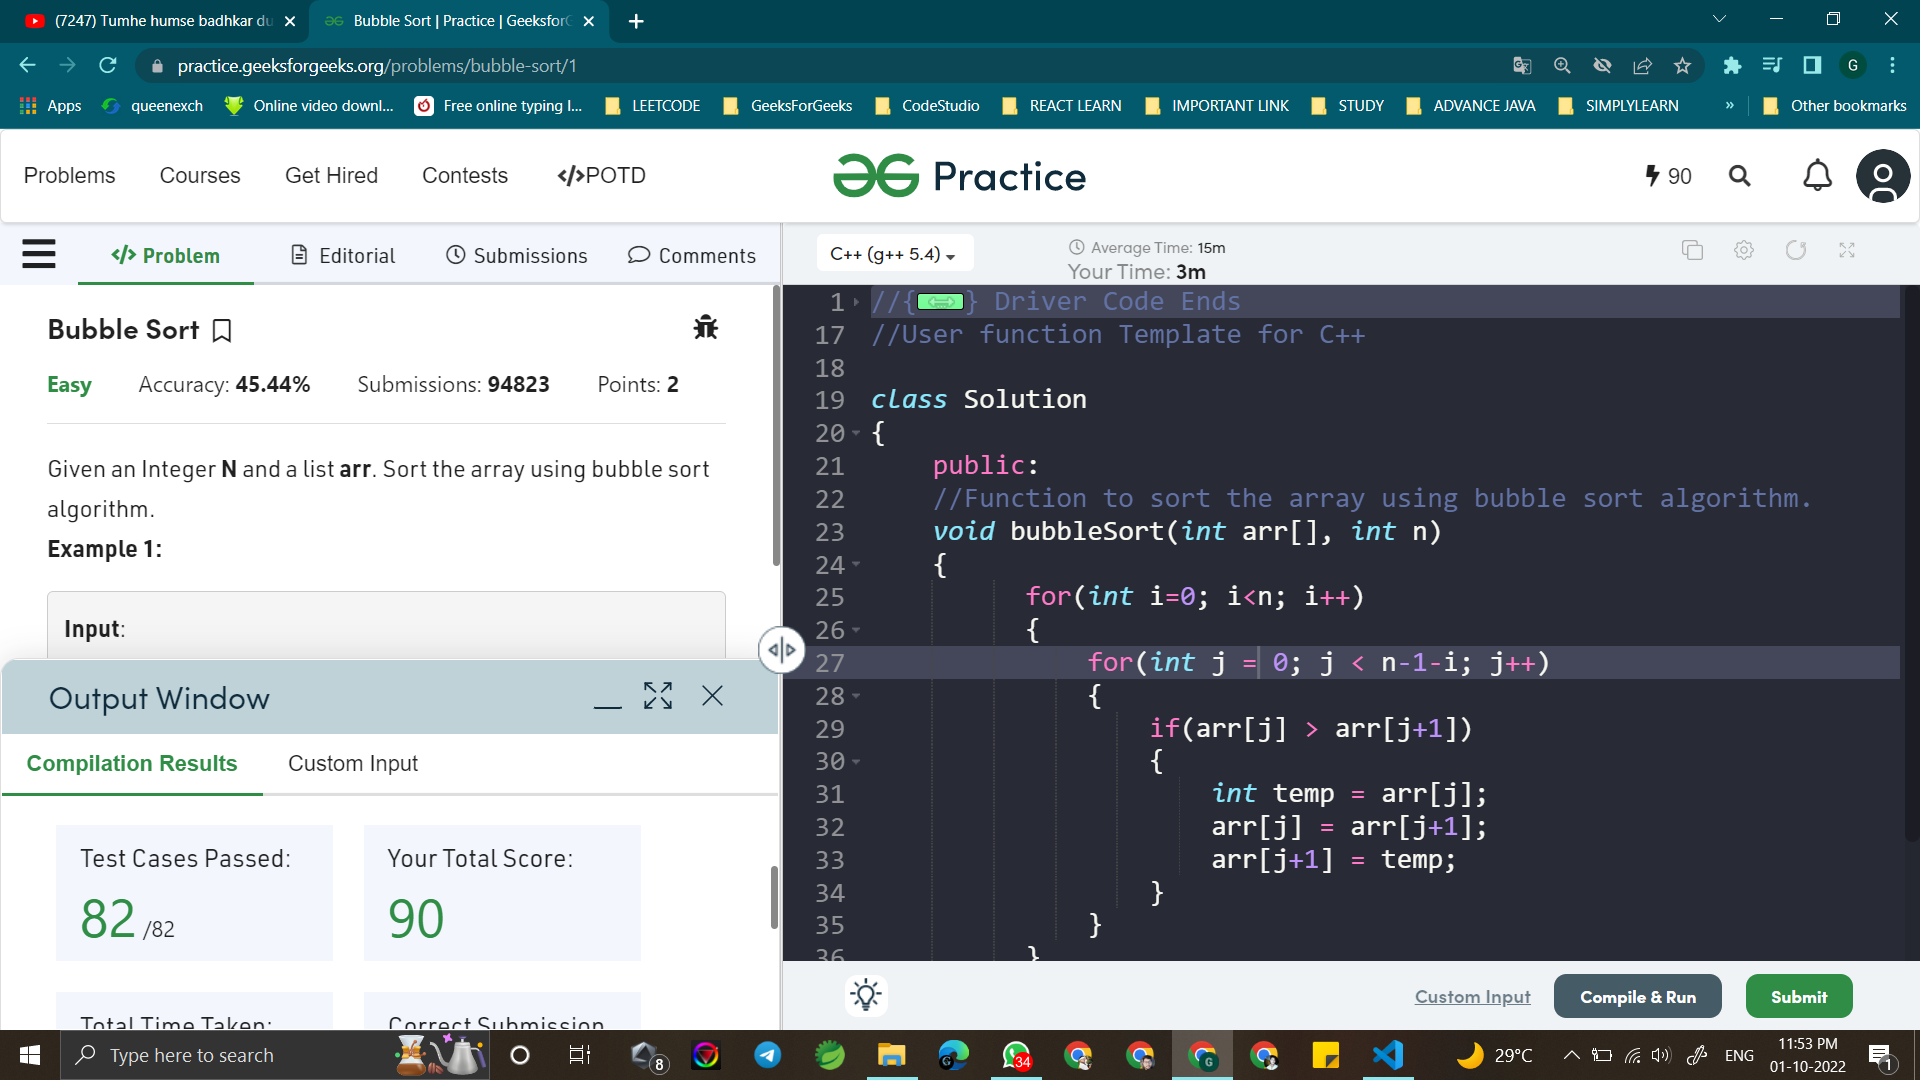 (7247) Tumhe humse badhkar du
Bubble Sort | Practice | GeeksforG
practice.geeksforgeeks.org/problems/bubble-sort/1
G
Apps
queenexch
Online video downl...
Free online typing l...
LEETCODE
GeeksForGeeks
CodeStudio
REACT LEARN
IMPORTANT LINK
STUDY
ADVANCE JAVA
SIMPLYLEARN
»
Other bookmarks
Problems
Courses
Get Hired
Contests
</>POTD
Practice
90
</> Problem
Editorial
Submissions
Comments
C++ (g++ 5.4)
Average Time: 15m
Your Time: 3m
Bubble Sort
Easy
Accuracy: 45.44%
Submissions: 94823
Points: 2
Given an Integer N and a list arr. Sort the array using bubble sort
algorithm.
Example 1:
Input:
Output Window
Compilation Results
Custom Input
Test Cases Passed:
82 /82
Your Total Score:
90
Total Time Taken:
Correct Submission
1 //{ } Driver Code Ends
17 //User function Template for C++
18
19 class Solution
20 {
21 public:
22 //Function to sort the array using bubble sort algorithm.
23 void bubbleSort(int arr[], int n)
24 {
25 for(int i=0; i<n; i++)
26 {
27 for(int j = 0; j < n-1-i; j++)
28 {
29 if(arr[j] > arr[j+1])
30 {
31 int temp = arr[j];
32 arr[j] = arr[j+1];
33 arr[j+1] = temp;
34 }
35 }
36 }
Custom Input
Compile & Run
Submit
Type here to search
8
34
G
29°C
ENG
11:53 PM
01-10-2022
1